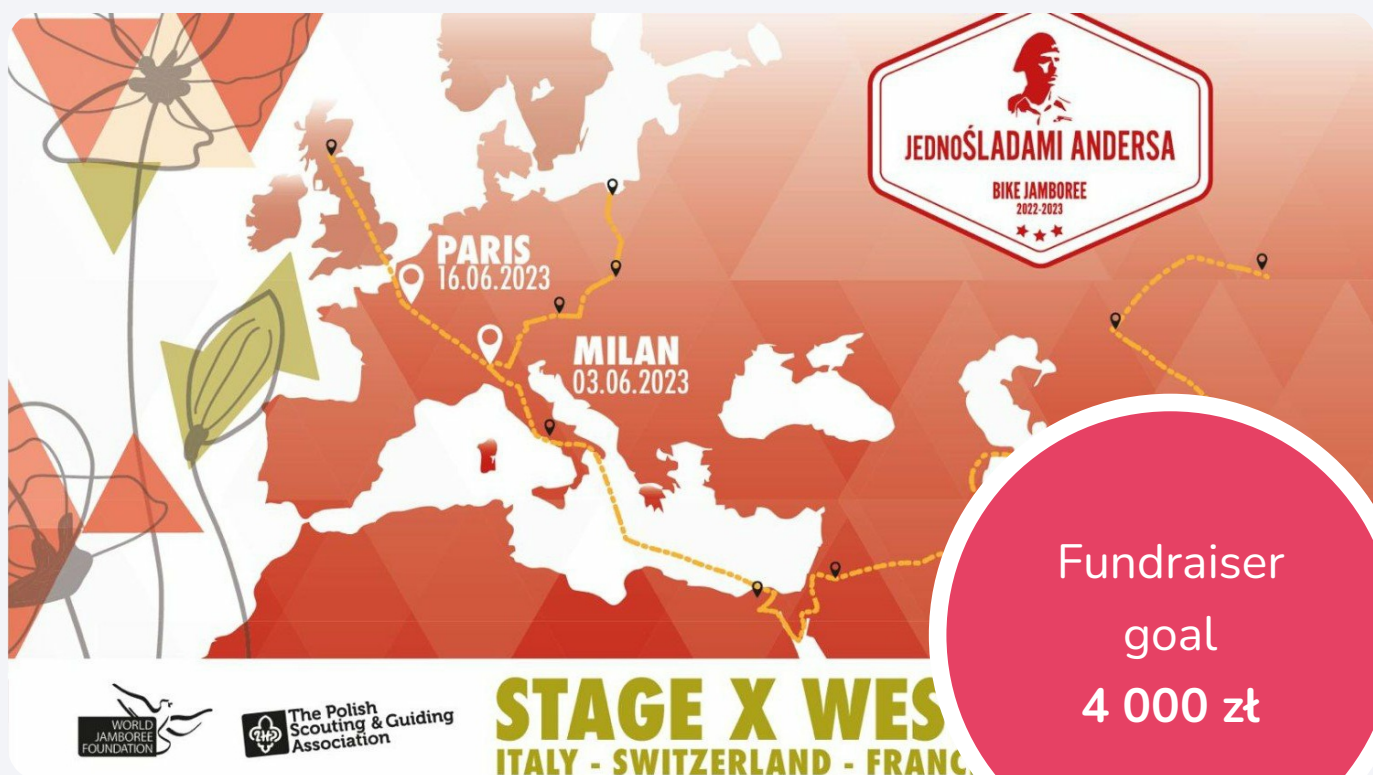 JEDNOŚLADAMI ANDERSA
BIKE JAMBOREE
2022-2023
PARIS
16.06.2023
MILAN
03.06.2023
Fundraiser
goal
4 000 zł
WORLD
JAMBOREE
FOUNDATION
The Polish
Scouting & Guiding
Association
STAGE X WES
ITALY - SWITZERLAND - FRANC